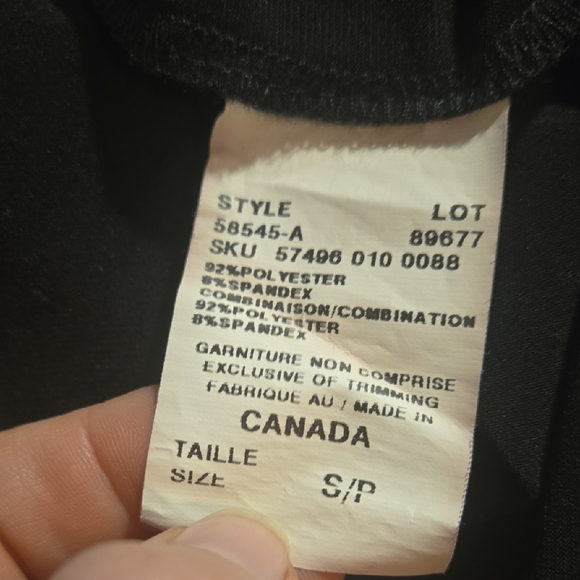 STYLE LOT
58545-A 89677
SKU 57496 010 0088
92%POLYESTER
8%SPANDEX
COMBINAISON/COMBINATION
92%POLYESTER
8%SPANDEX
GARNITURE NON COMPRISE
EXCLUSIVE OF TRIMMING
FABRIQUE AU / MADE IN
CANADA
TAILLE
SIZE S/P